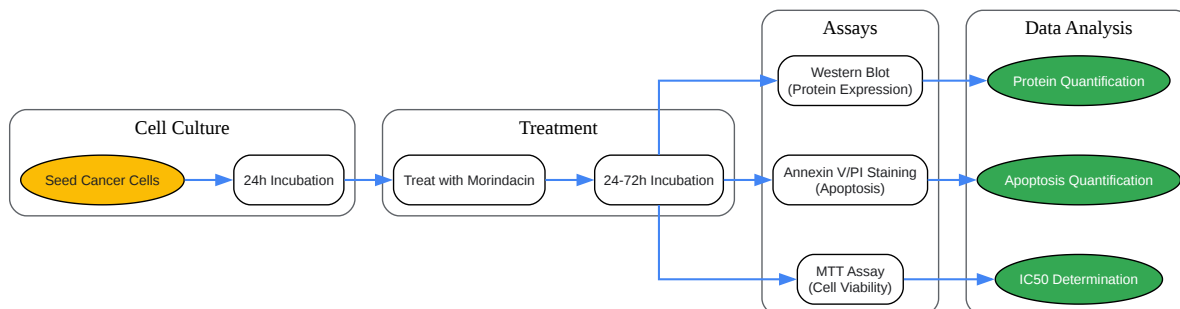 Cell Culture
Seed Cancer Cells
24h Incubation
Treatment
Treat with Morindacin
24-72h Incubation
Assays
Western Blot
(Protein Expression)
Annexin V/PI Staining
(Apoptosis)
MTT Assay
(Cell Viability)
Data Analysis
Protein Quantification
Apoptosis Quantification
IC50 Determination